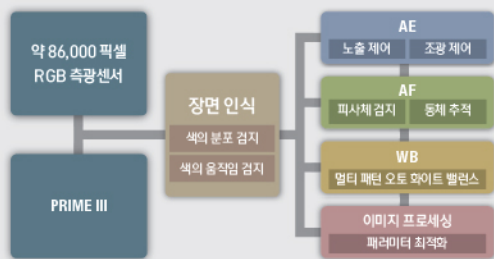 약 86,000 픽셀
RGB 측광센서
PRIME III
장면 인식
색의 분포 검지
색의 움직임 검지
AE
노출 제어
조광 제어
AF
피사체 검지
동체 추적
WB
멀티 패턴 오토 화이트 밸런스
이미지 프로세싱
패러미터 최적화